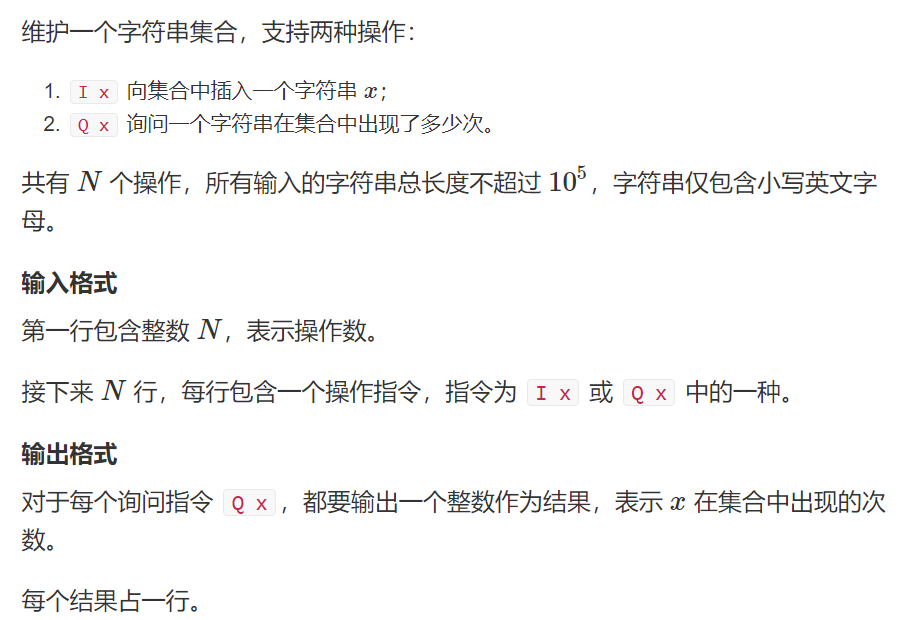 维护一个字符串集合，支持两种操作：
1. I x 向集合中插入一个字符串 x；
2. Q x 询问一个字符串在集合中出现了多少次。
共有 N 个操作，所有输入的字符串总长度不超过 10⁵，字符串仅包含小写英文字
母。
输入格式
第一行包含整数 N，表示操作数。
接下来 N 行，每行包含一个操作指令，指令为 I x 或 Q x 中的一种。
输出格式
对于每个询问指令 Q x ，都要输出一个整数作为结果，表示 x 在集合中出现的次
数。
每个结果占一行。